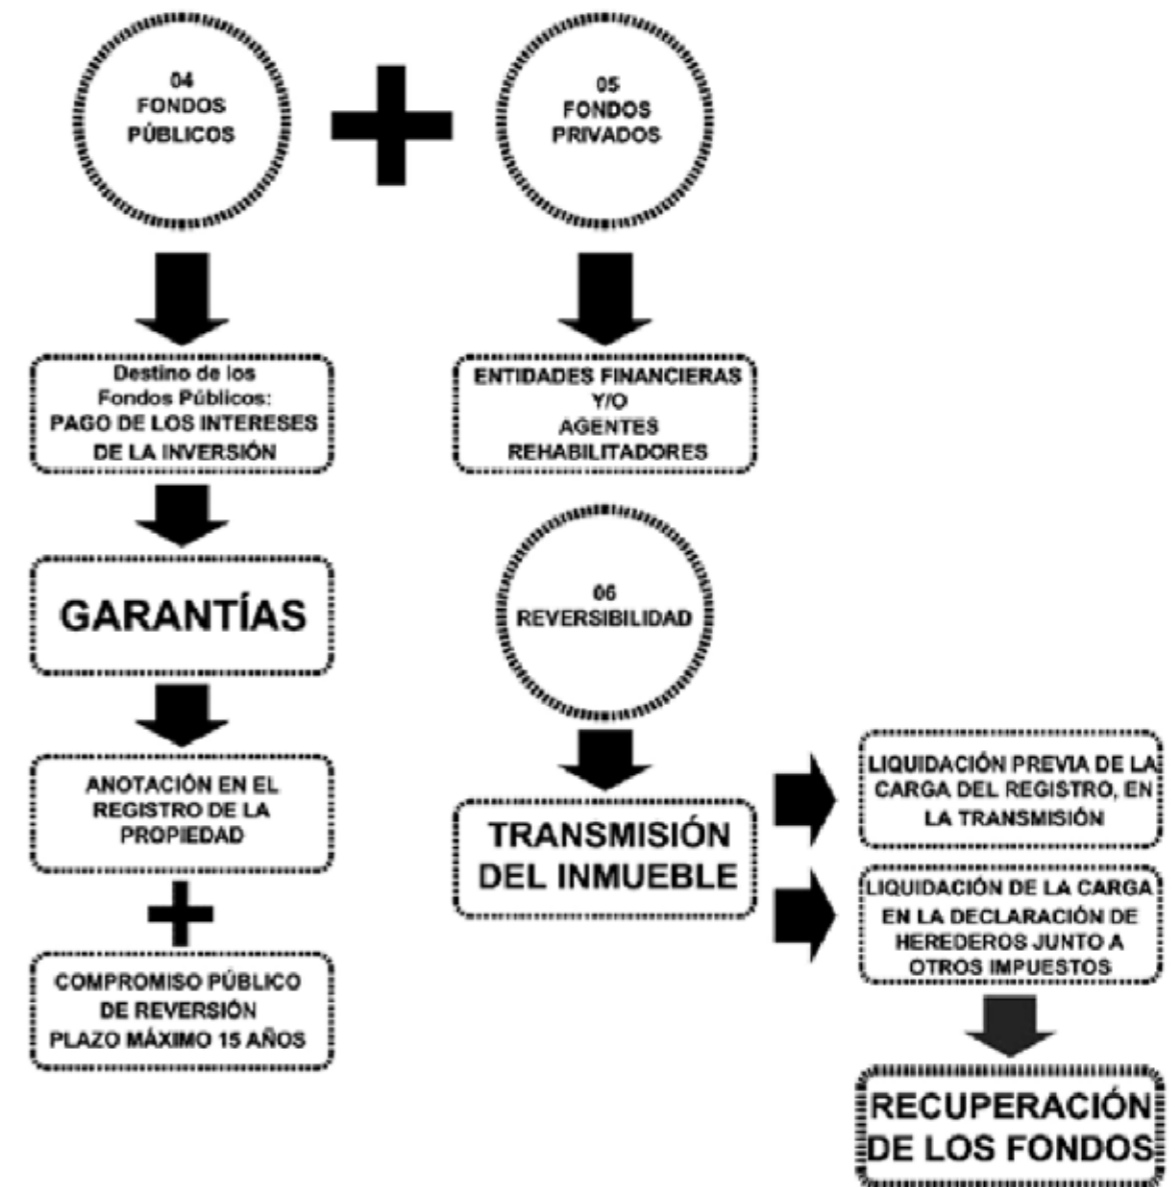 04
FONDOS
PÚBLICOS
05
FONDOS
PRIVADOS
Destino de los
Fondos Públicos:
PAGO DE LOS INTERESES
DE LA INVERSIÓN
ENTIDADES FINANCIERAS
Y/O
AGENTES
REHABILITADORES
GARANTÍAS
06
REVERSIBILIDAD
ANOTACIÓN EN EL
REGISTRO DE LA
PROPIEDAD
TRANSMISIÓN
DEL INMUEBLE
LIQUIDACIÓN PREVIA DE LA
CARGA DEL REGISTRO, EN
LA TRANSMISIÓN
LIQUIDACIÓN DE LA CARGA
EN LA DECLARACIÓN DE
HEREDEROS JUNTO A
OTROS IMPUESTOS
COMPROMISO PÚBLICO
DE REVERSIÓN
PLAZO MÁXIMO 15 AÑOS
RECUPERACIÓN
DE LOS FONDOS